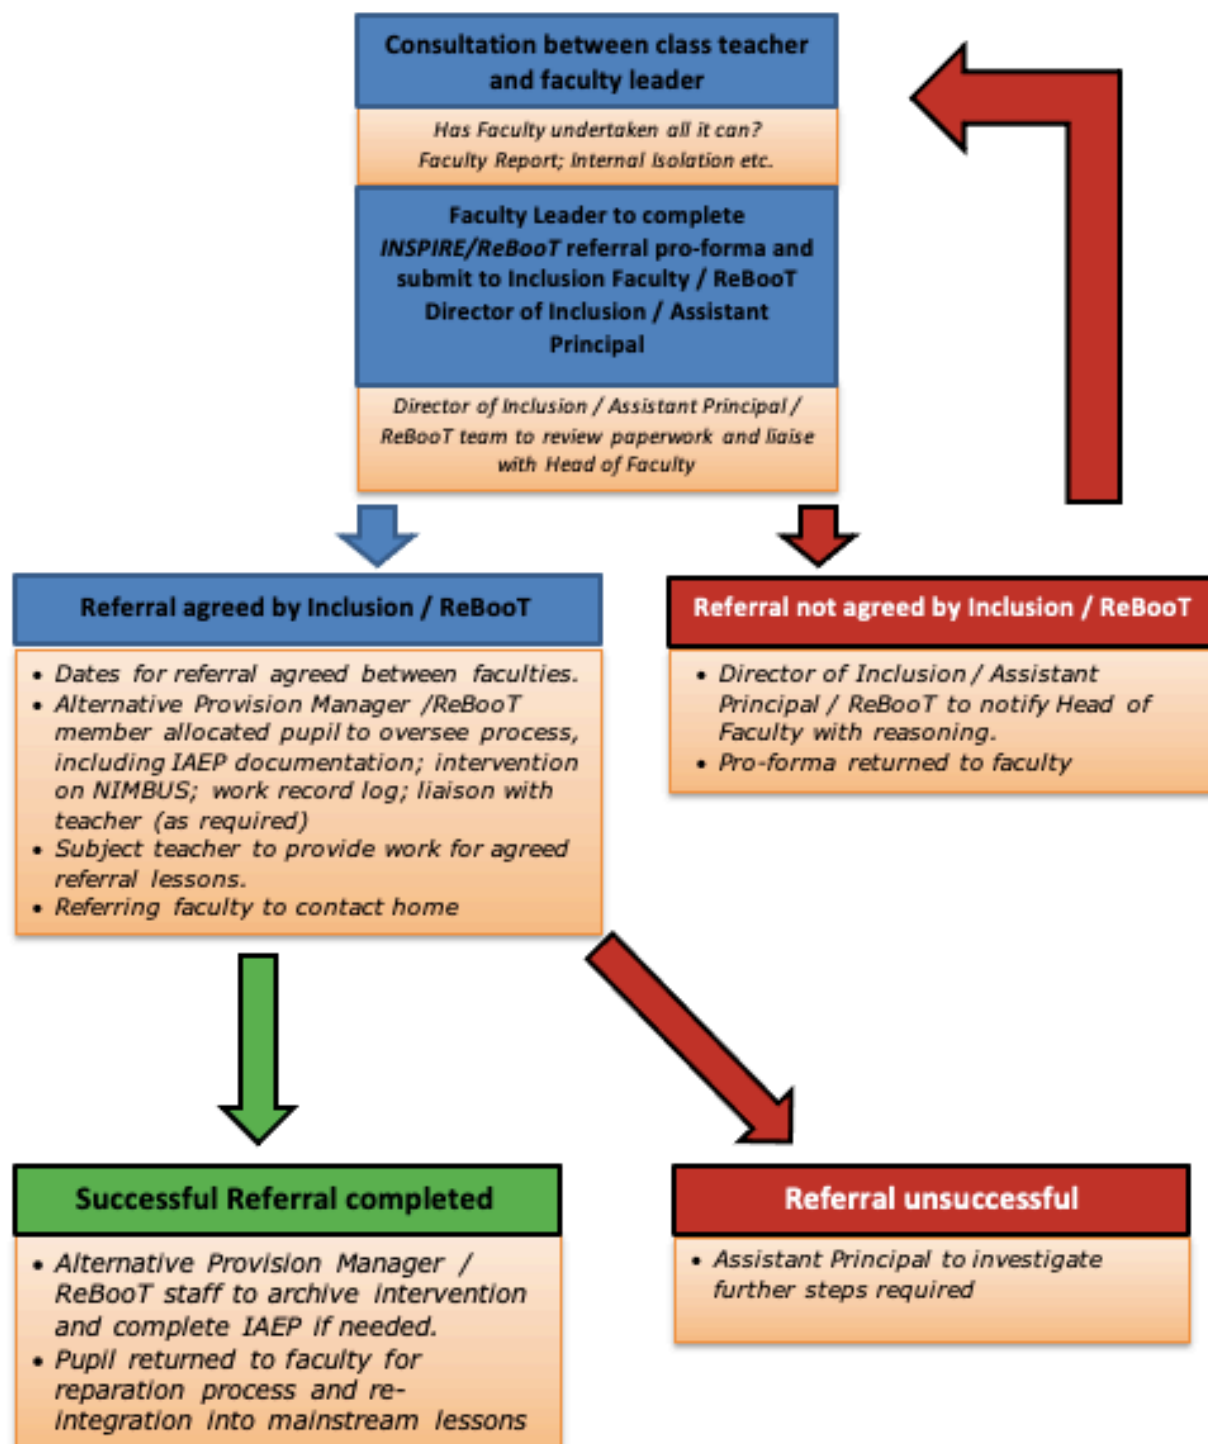 Consultation between class teacher
and faculty leader
Has Faculty undertaken all it can?
Faculty Report; Internal Isolation etc.
Faculty Leader to complete
INSPIRE/ReBooT referral pro-forma and
submit to Inclusion Faculty / ReBooT
Director of Inclusion / Assistant
Principal
Director of Inclusion / Assistant Principal /
ReBooT team to review paperwork and liaise
with Head of Faculty
Referral agreed by Inclusion / ReBooT
• Dates for referral agreed between faculties.
• Alternative Provision Manager /ReBooT
member allocated pupil to oversee process,
including IAEP documentation; intervention
on NIMBUS; work record log; liaison with
teacher (as required)
• Subject teacher to provide work for agreed
referral lessons.
• Referring faculty to contact home
Referral not agreed by Inclusion / ReBooT
• Director of Inclusion / Assistant
Principal / ReBooT to notify Head of
Faculty with reasoning.
• Pro-forma returned to faculty
Successful Referral completed
• Alternative Provision Manager /
ReBooT staff to archive intervention
and complete IAEP if needed.
• Pupil returned to faculty for
reparation process and re-
integration into mainstream lessons
Referral unsuccessful
• Assistant Principal to investigate
further steps required